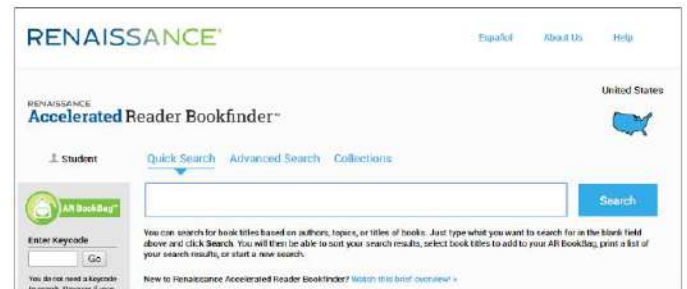 RENAISSANCE
Español About Us Help
United States
RENAISSANCE
Accelerated Reader Bookfinder™
Student
Quick Search Advanced Search Collections
AR BookBag™
Search
You can search for book titles based on authors, topics, or titles of books. Just type what you want to search for in the blank field
above and click Search. You will then be able to sort your search results, select book titles to add to your AR BookBag, print a list of
your search results, or start a new search.
Enter Keycode
Go
You do not need a Keycode
New to Renaissance Accelerated Reader Bookfinder? Watch this brief overview! »